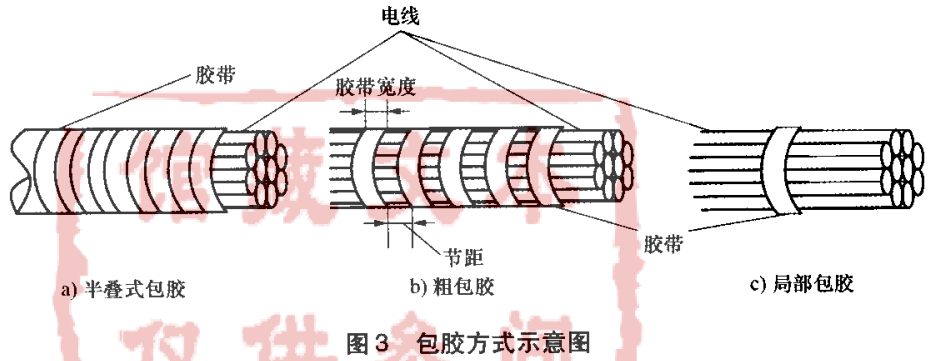 电线
胶带
胶带宽度
胶带
节距
a) 半叠式包胶
b) 粗包胶
c) 局部包胶
图3 包胶方式示意图